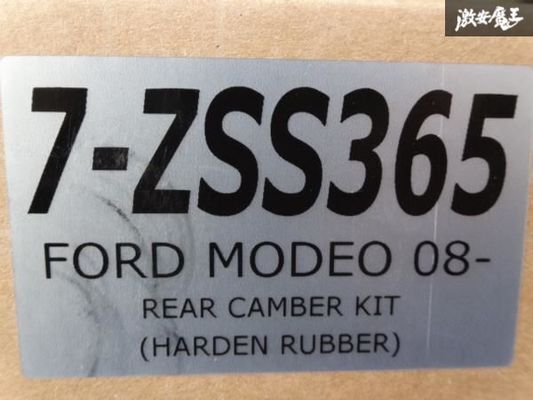 激安魔王
7-ZSS365
FORD MODEO 08-
REAR CAMBER KIT
(HARDEN RUBBER)